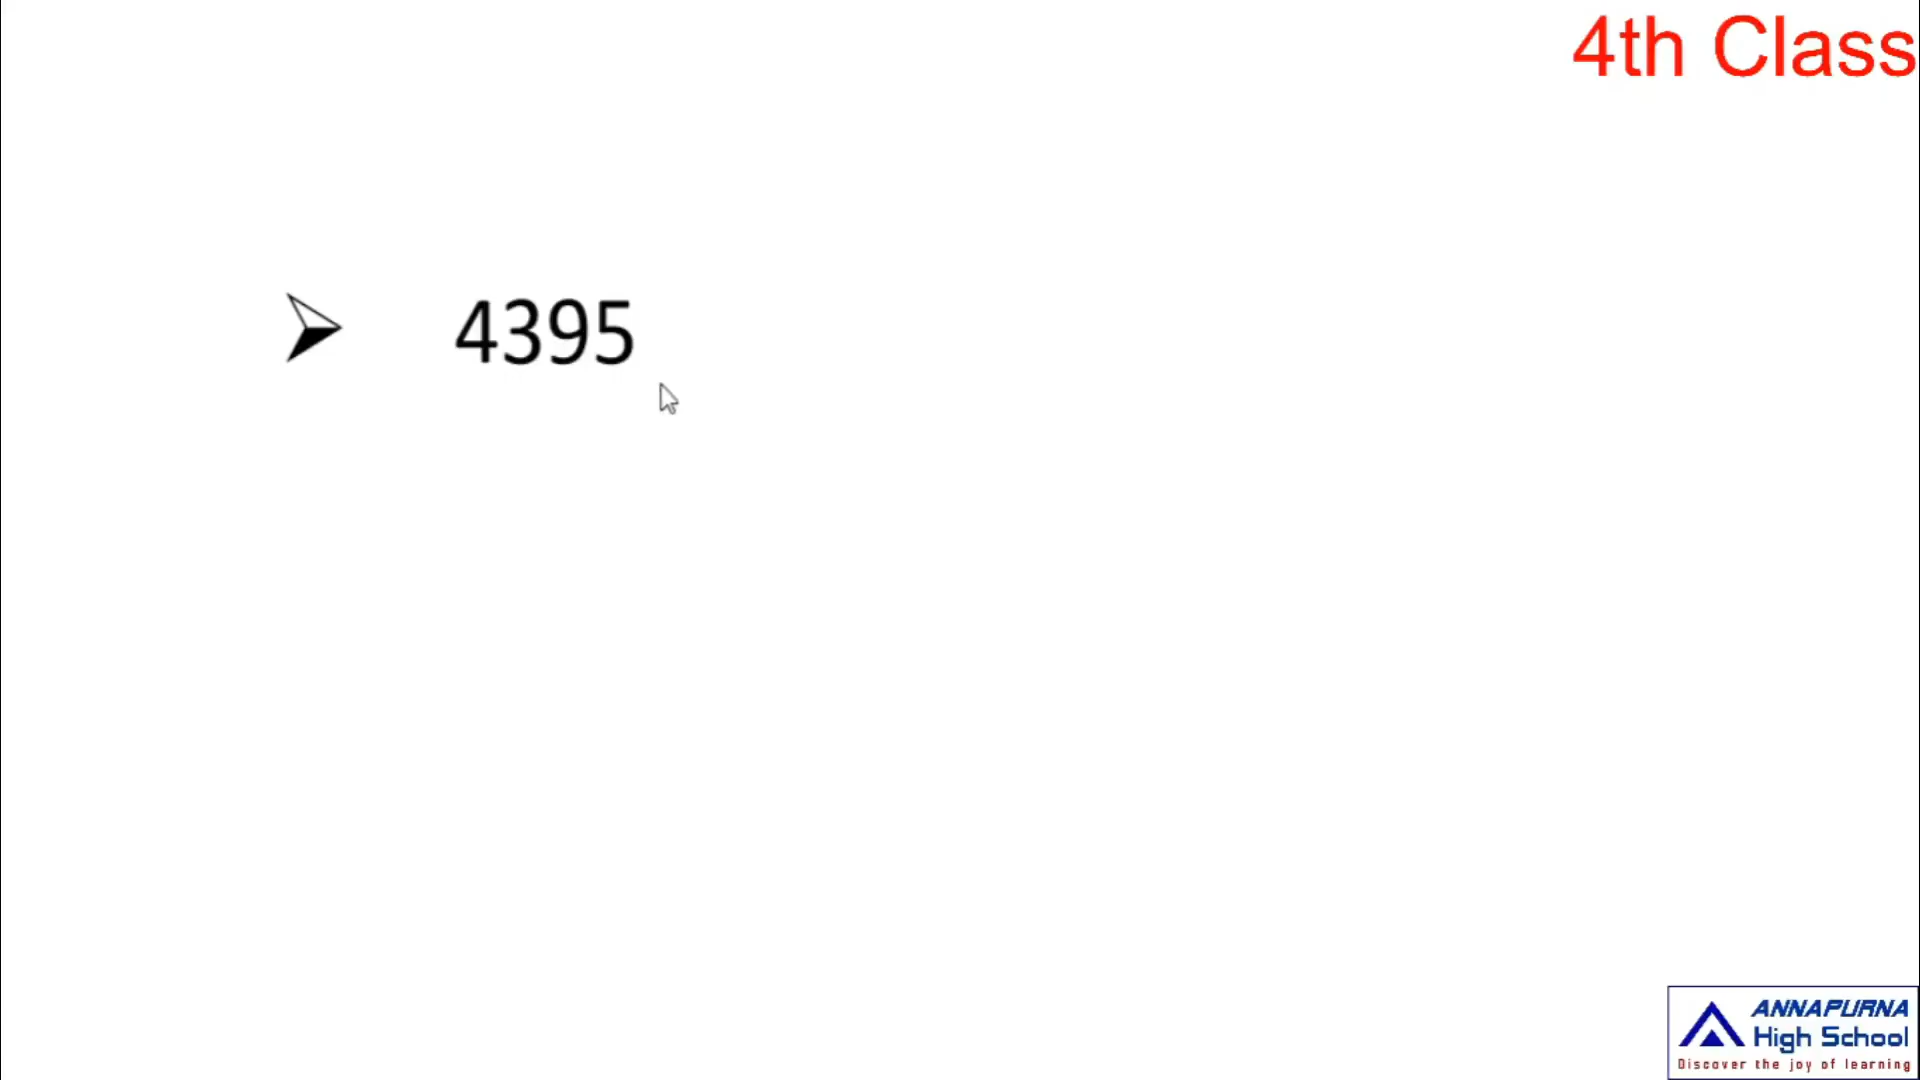 4th Class
➢ 4395
ANNAPURNA
High School
Discover the joy of learning